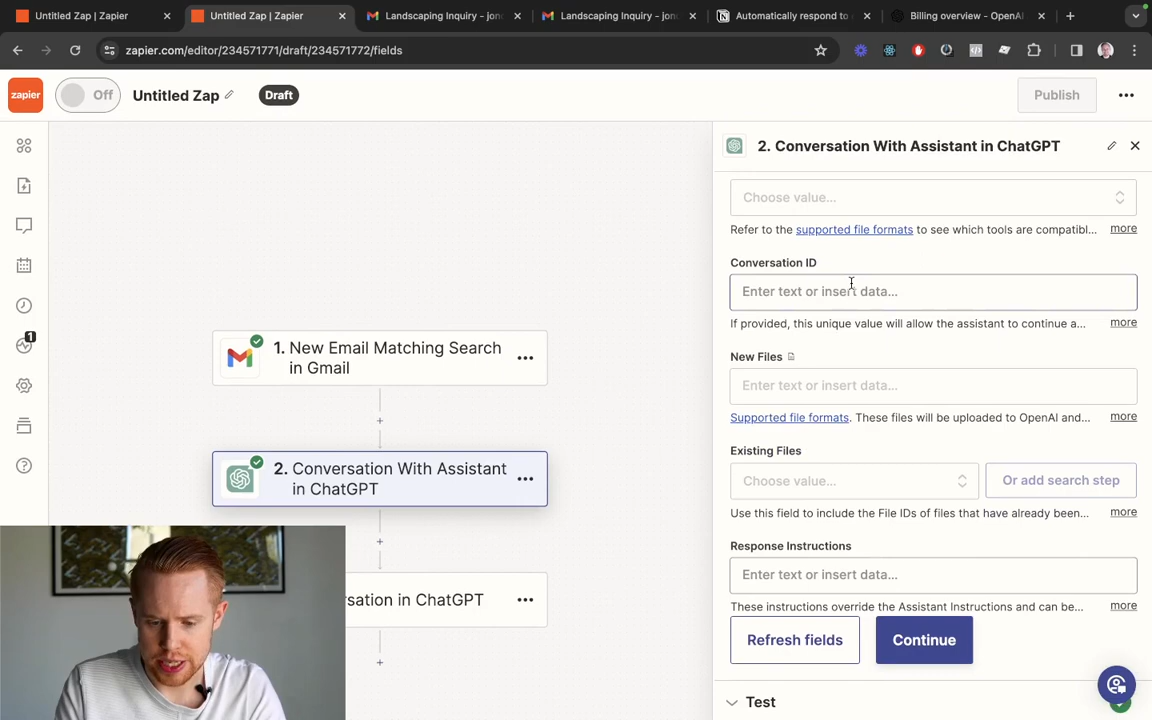 Untitled Zap | Zapier
Untitled Zap | Zapier
Landscaping Inquiry - jono
Landscaping Inquiry - jono
Automatically respond to
Billing overview - OpenAI
zapier.com/editor/234571771/draft/234571772/fields
zapier
Off
Untitled Zap
Draft
Publish
2. Conversation With Assistant in ChatGPT
Choose value...
Refer to the supported file formats to see which tools are compatibl...
more
Conversation ID
Enter text or insert data...
If provided, this unique value will allow the assistant to continue a...
more
New Files
Enter text or insert data...
Supported file formats. These files will be uploaded to OpenAI and...
more
Existing Files
Choose value...
Or add search step
Use this field to include the File IDs of files that have already been...
more
Response Instructions
Enter text or insert data...
These instructions override the Assistant Instructions and can be...
more
Refresh fields
Continue
Test
1
1. New Email Matching Search
in Gmail
2. Conversation With Assistant
in ChatGPT
sation in ChatGPT